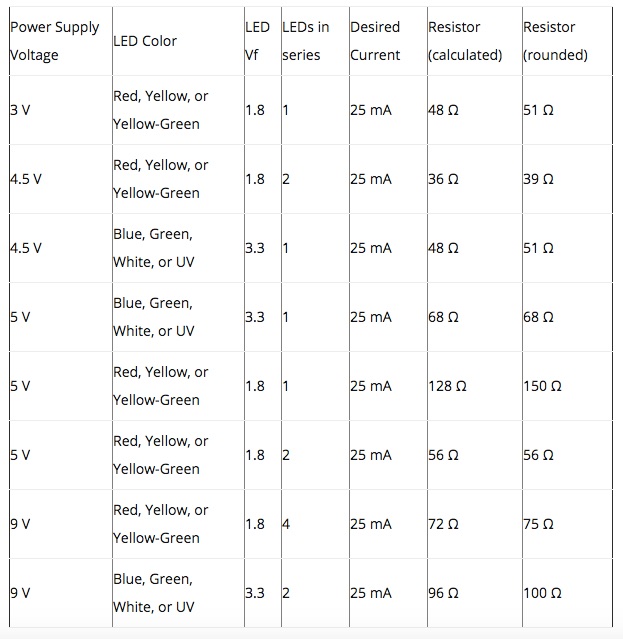 Power Supply Voltage LED Color LED Vf LEDs in series Desired Current Resistor (calculated) Resistor (rounded)
3 V Red, Yellow, or Yellow-Green 1.8 1 25 mA 48 Ω 51 Ω
4.5 V Red, Yellow, or Yellow-Green 1.8 2 25 mA 36 Ω 39 Ω
4.5 V Blue, Green, White, or UV 3.3 1 25 mA 48 Ω 51 Ω
5 V Blue, Green, White, or UV 3.3 1 25 mA 68 Ω 68 Ω
5 V Red, Yellow, or Yellow-Green 1.8 1 25 mA 128 Ω 150 Ω
5 V Red, Yellow, or Yellow-Green 1.8 2 25 mA 56 Ω 56 Ω
9 V Red, Yellow, or Yellow-Green 1.8 4 25 mA 72 Ω 75 Ω
9 V Blue, Green, White, or UV 3.3 2 25 mA 96 Ω 100 Ω